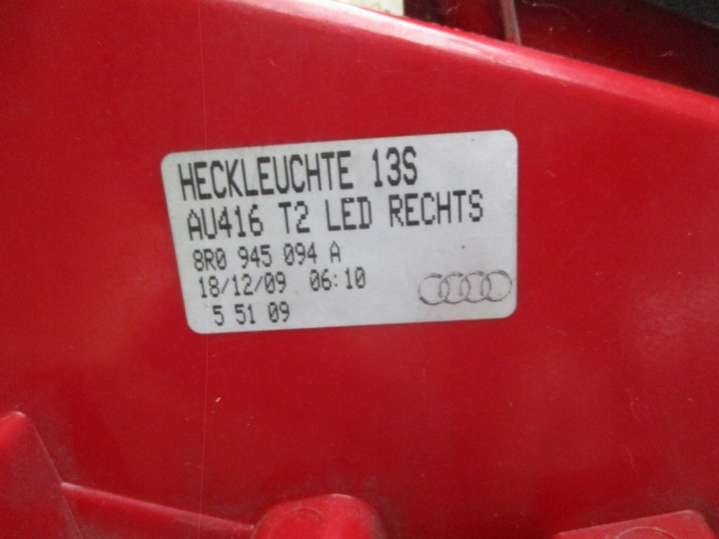 HECKLEUCHTE 13S
AU416 T2 LED RECHTS
8R0 945 094 A
18/12/09 06:10
5 51 09